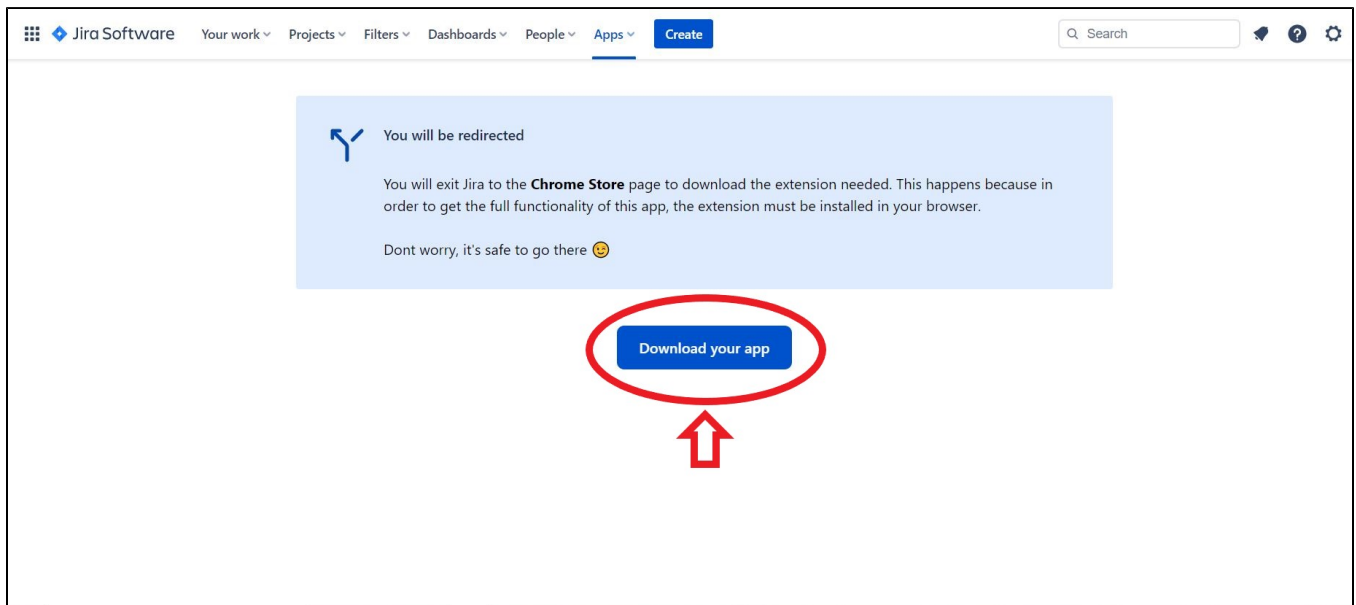 Jira Software Your work Projects Filters Dashboards People Apps Create Search
You will be redirected
You will exit Jira to the Chrome Store page to download the extension needed. This happens because in
order to get the full functionality of this app, the extension must be installed in your browser.
Dont worry, it's safe to go there 😉
Download your app